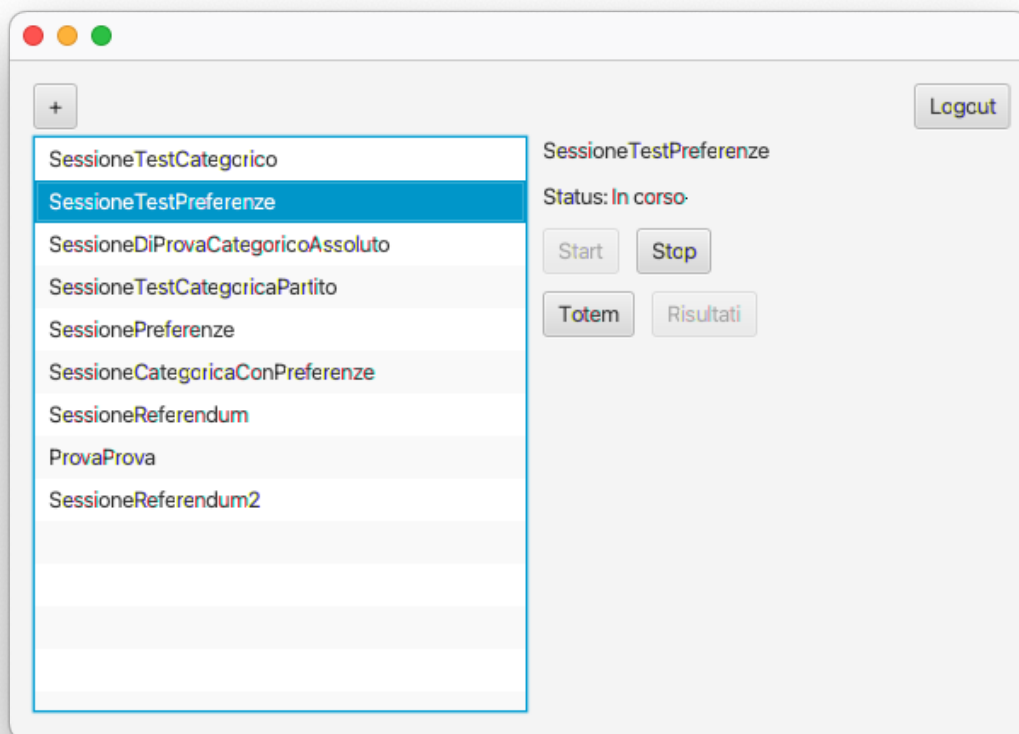 +
Logout
SessioneTestCategorico
SessioneTestPreferenze
SessioneDiProvaCategoricoAssoluto
SessioneTestCategoricaPartito
SessionePreferenze
SessioneCategoricaConPreferenze
SessioneReferendum
ProvaProva
SessioneReferendum2
SessioneTestPreferenze
Status: In corso
Start Stop
Totem Risultati